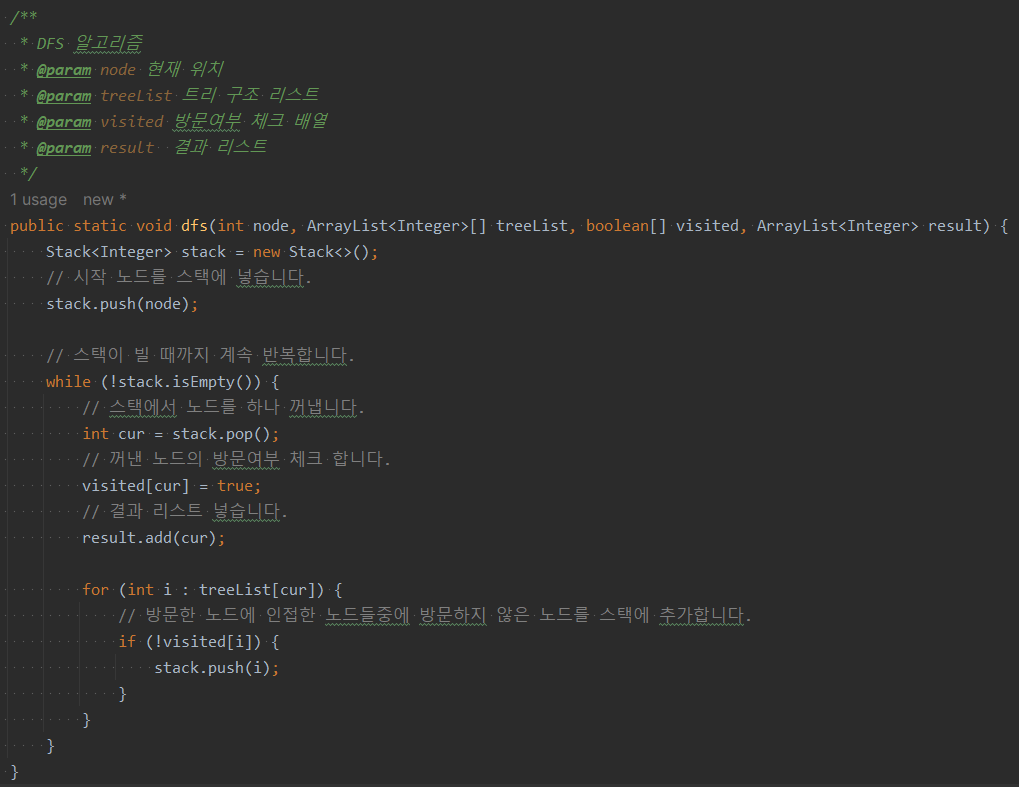 /**
 * DFS 알고리즘
 * @param node 현재 위치
 * @param treeList 트리 구조 리스트
 * @param visited 방문여부 체크 배열
 * @param result  결과 리스트
 */
1 usage   new *
public static void dfs(int node, ArrayList<Integer>[] treeList, boolean[] visited, ArrayList<Integer> result) {
    Stack<Integer> stack = new Stack<>();
    // 시작 노드를 스택에 넣습니다.
    stack.push(node);

    // 스택이 빌 때까지 계속 반복합니다.
    while (!stack.isEmpty()) {
        // 스택에서 노드를 하나 꺼냅니다.
        int cur = stack.pop();
        // 꺼낸 노드의 방문여부 체크 합니다.
        visited[cur] = true;
        // 결과 리스트 넣습니다.
        result.add(cur);

        for (int i : treeList[cur]) {
            // 방문한 노드에 인접한 노드들중에 방문하지 않은 노드를 스택에 추가합니다.
            if (!visited[i]) {
                stack.push(i);
            }
        }
    }
}